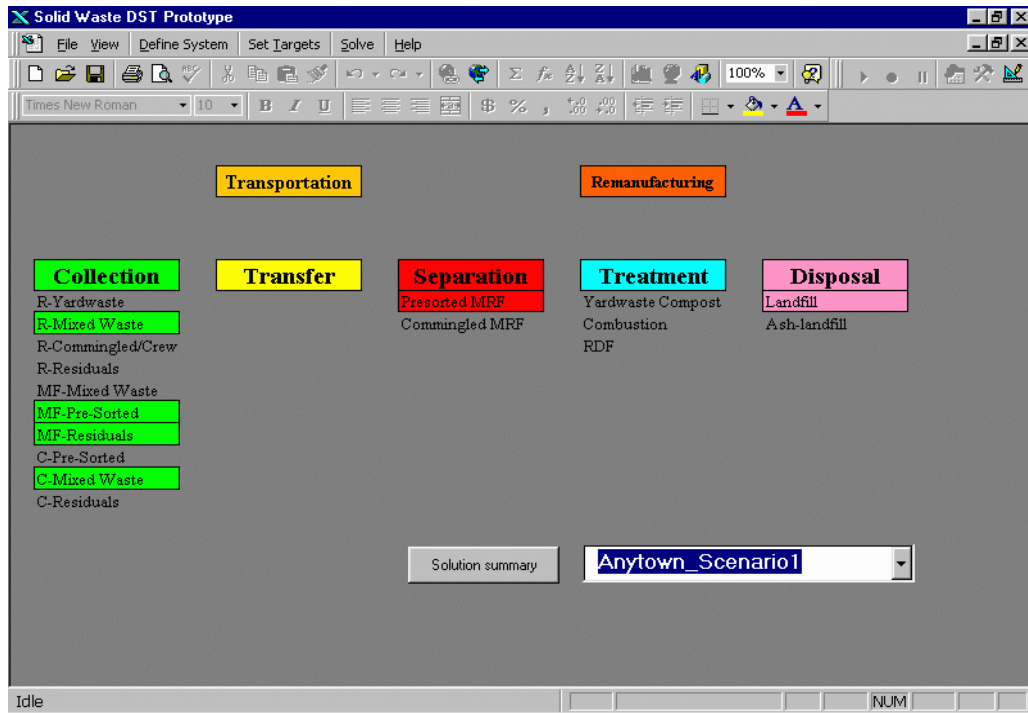 Solid Waste DST Prototype
File View Define System Set Targets Solve Help
100%
Times New Roman 10 B I U $ % ,
Transportation Remanufacturing
Collection Transfer Separation Treatment Disposal
R-Yardwaste Presorted MRF Yardwaste Compost Landfill
R-Mixed Waste Commingled MRF Combustion Ash-landfill
R-Commingled/Crew RDF
R-Residuals
MF-Mixed Waste
MF-Pre-Sorted
MF-Residuals
C-Pre-Sorted
C-Mixed Waste
C-Residuals
Solution summary Anytown_Scenario1
Idle NUM